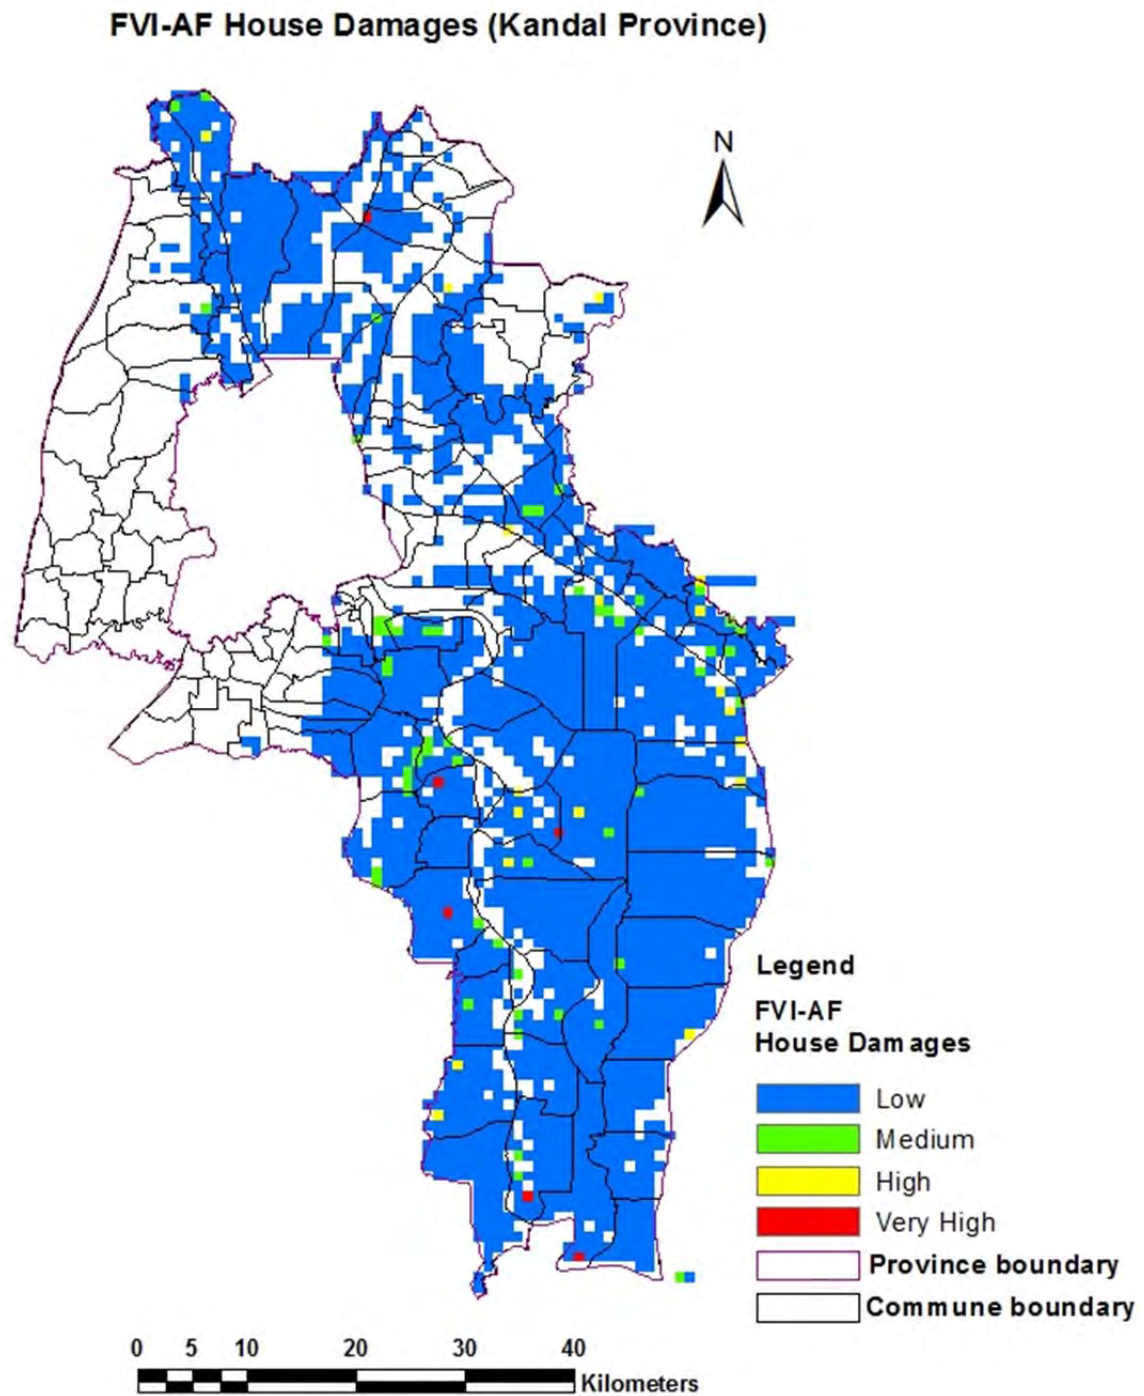 FVI-AF House Damages (Kandal Province)
N
Legend
FVI-AF
House Damages
Low
Medium
High
Very High
Province boundary
Commune boundary
0 5 10 20 30 40
Kilometers